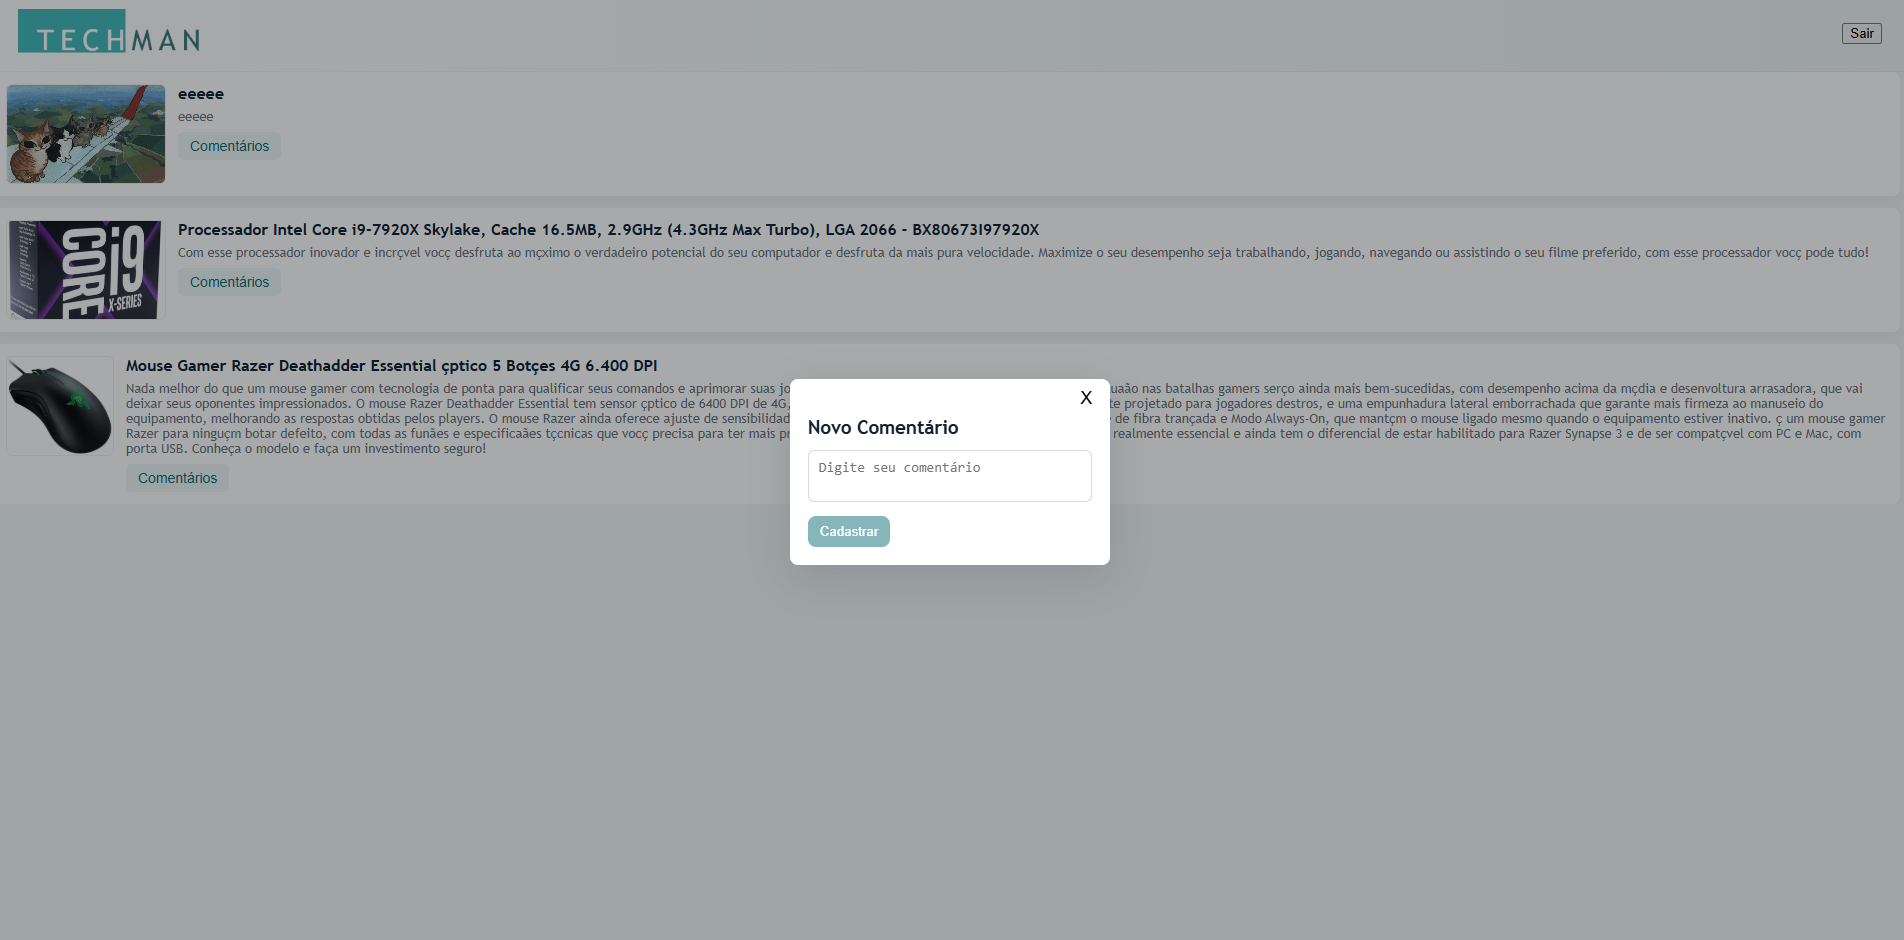 TECHMAN
Sair
eeeee
eeeee
Comentários
CORE i9
X-SERIES
Processador Intel Core i9-7920X Skylake, Cache 16.5MB, 2.9GHz (4.3GHz Max Turbo), LGA 2066 - BX80673I97920X
Com esse processador inovador e incrçvel vocç desfruta ao mçximo o verdadeiro potencial do seu computador e desfruta da mais pura velocidade. Maximize o seu desempenho seja trabalhando, jogando, navegando ou assistindo o seu filme preferido, com esse processador vocç pode tudo!
Comentários
Mouse Gamer Razer Deathadder Essential çptico 5 Botçes 4G 6.400 DPI
Nada melhor do que um mouse gamer com tecnologia de ponta para qualificar seus comandos e aprimorar suas jo uaão nas batalhas gamers serço ainda mais bem-sucedidas, com desempenho acima da mçdia e desenvoltura arrasadora, que vai
deixar seus oponentes impressionados. O mouse Razer Deathadder Essential tem sensor çptico de 6400 DPI de 4G, te projetado para jogadores destros, e uma empunhadura lateral emborrachada que garante mais firmeza ao manuseio do
equipamento, melhorando as respostas obtidas pelos players. O mouse Razer ainda oferece ajuste de sensibilidad de fibra trançada e Modo Always-On, que mantçm o mouse ligado mesmo quando o equipamento estiver inativo. ç um mouse gamer
Razer para ninguçm botar defeito, com todas as funães e especificaães tçcnicas que vocç precisa para ter mais pr realmente essencial e ainda tem o diferencial de estar habilitado para Razer Synapse 3 e de ser compatçvel com PC e Mac, com
porta USB. Conheça o modelo e faça um investimento seguro!
Comentários
X
Novo Comentário
Digite seu comentário
Cadastrar